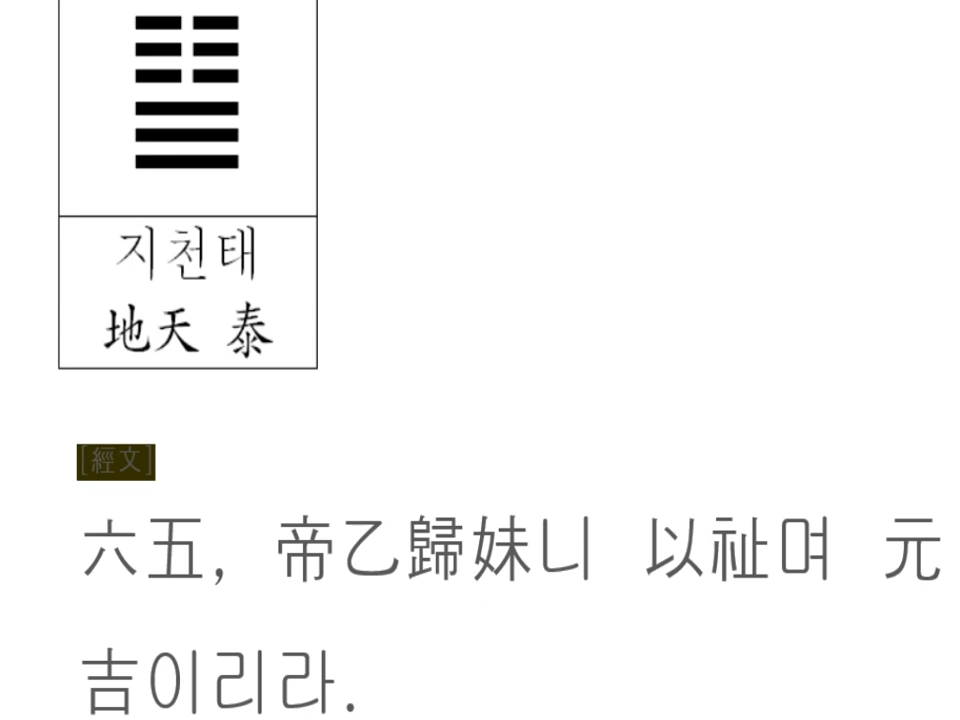 지천태
地天 泰
[經文]
六五, 帝乙歸妹니 以祉며 元
吉이리라.